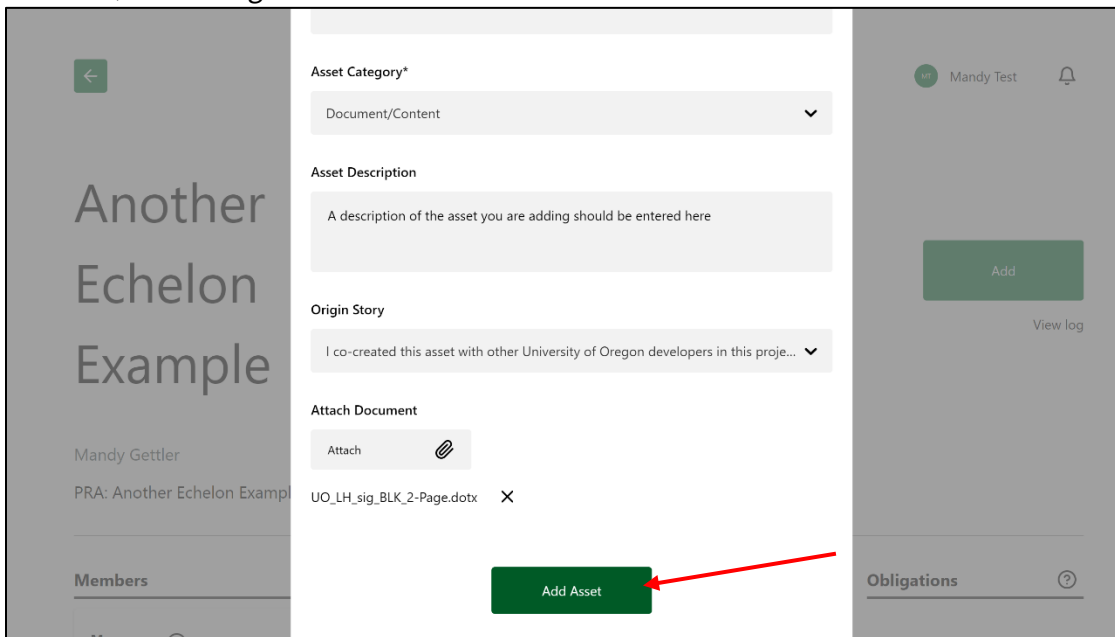 Asset Category*
MT Mandy Test
Document/Content
Asset Description
Another
A description of the asset you are adding should be entered here
Echelon
Add
Origin Story
View log
I co-created this asset with other University of Oregon developers in this proje...
Example
Attach Document
Mandy Gettler
Attach
PRA: Another Echelon Exampl
UO_LH_sig_BLK_2-Page.dotx
Members
Add Asset
Obligations